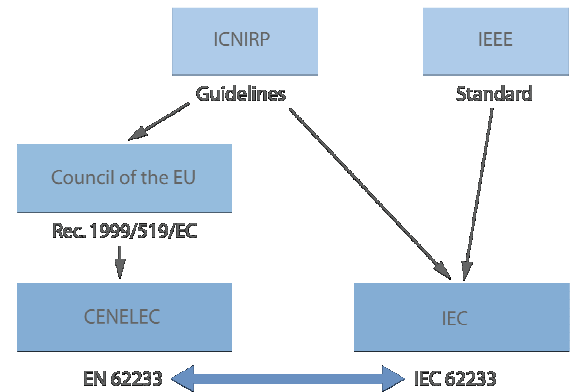 ICNIRP
IEEE
Guidelines
Standard
Council of the EU
Rec. 1999/519/EC
CENELEC
IEC
EN 62233
IEC 62233